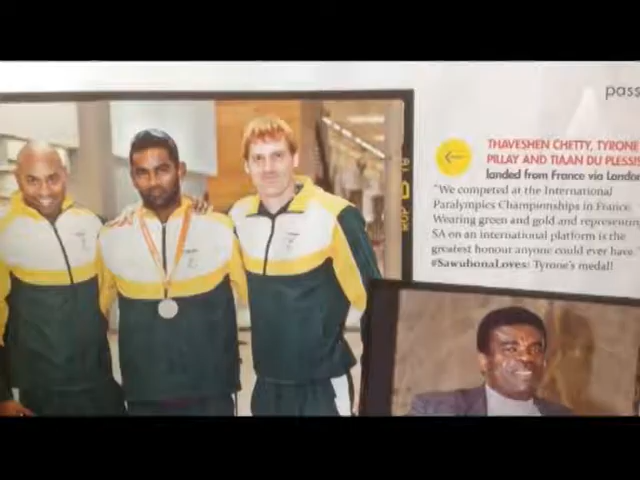 pass
THAVESHEN CHETTY, TYRONE
PILLAY AND TIAAN DU PLESSIS
landed from France via London
"We competed at the International
Paralympics Championships in France.
Wearing green and gold and representing
SA on an international platform is the
greatest honour anyone could ever have."
#SawubonaLoves: Tyrone's medal!